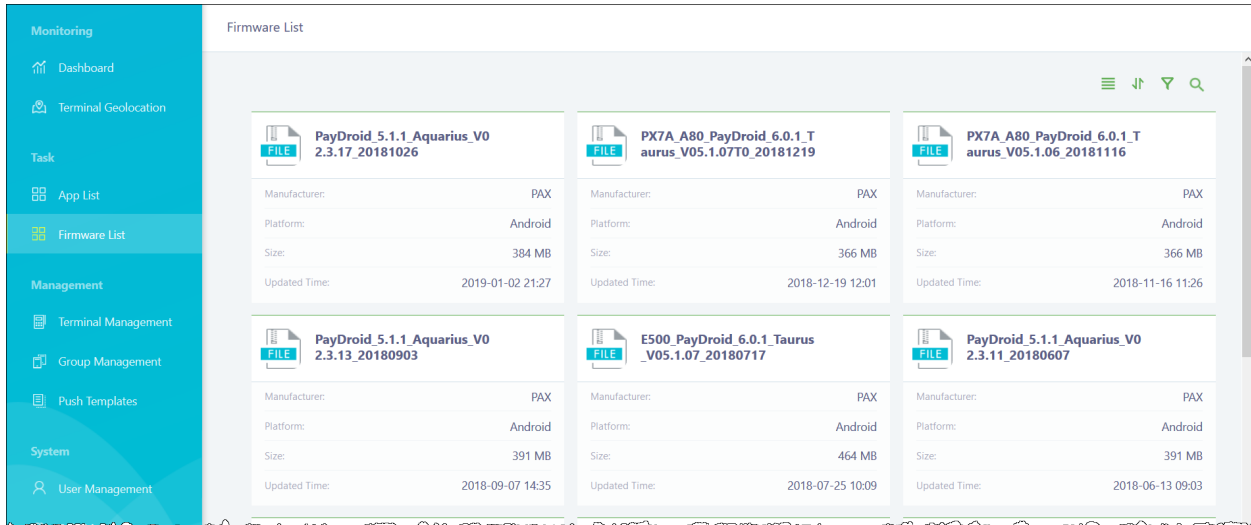 Monitoring
Dashboard
Terminal Geolocation
Task
App List
Firmware List
Management
Terminal Management
Group Management
Push Templates
System
User Management
Firmware List
FILE
PayDroid_5.1.1_Aquarius_V0
2.3.17_20181026
Manufacturer: PAX
Platform: Android
Size: 384 MB
Updated Time: 2019-01-02 21:27
FILE
PX7A_A80_PayDroid_6.0.1_T
aurus_V05.1.07T0_20181219
Manufacturer: PAX
Platform: Android
Size: 366 MB
Updated Time: 2018-12-19 12:01
FILE
PX7A_A80_PayDroid_6.0.1_T
aurus_V05.1.06_20181116
Manufacturer: PAX
Platform: Android
Size: 366 MB
Updated Time: 2018-11-16 11:26
FILE
PayDroid_5.1.1_Aquarius_V0
2.3.13_20180903
Manufacturer: PAX
Platform: Android
Size: 391 MB
Updated Time: 2018-09-07 14:35
FILE
E500_PayDroid_6.0.1_Taurus
_V05.1.07_20180717
Manufacturer: PAX
Platform: Android
Size: 464 MB
Updated Time: 2018-07-25 10:09
FILE
PayDroid_5.1.1_Aquarius_V0
2.3.11_20180607
Manufacturer: PAX
Platform: Android
Size: 391 MB
Updated Time: 2018-06-13 09:03